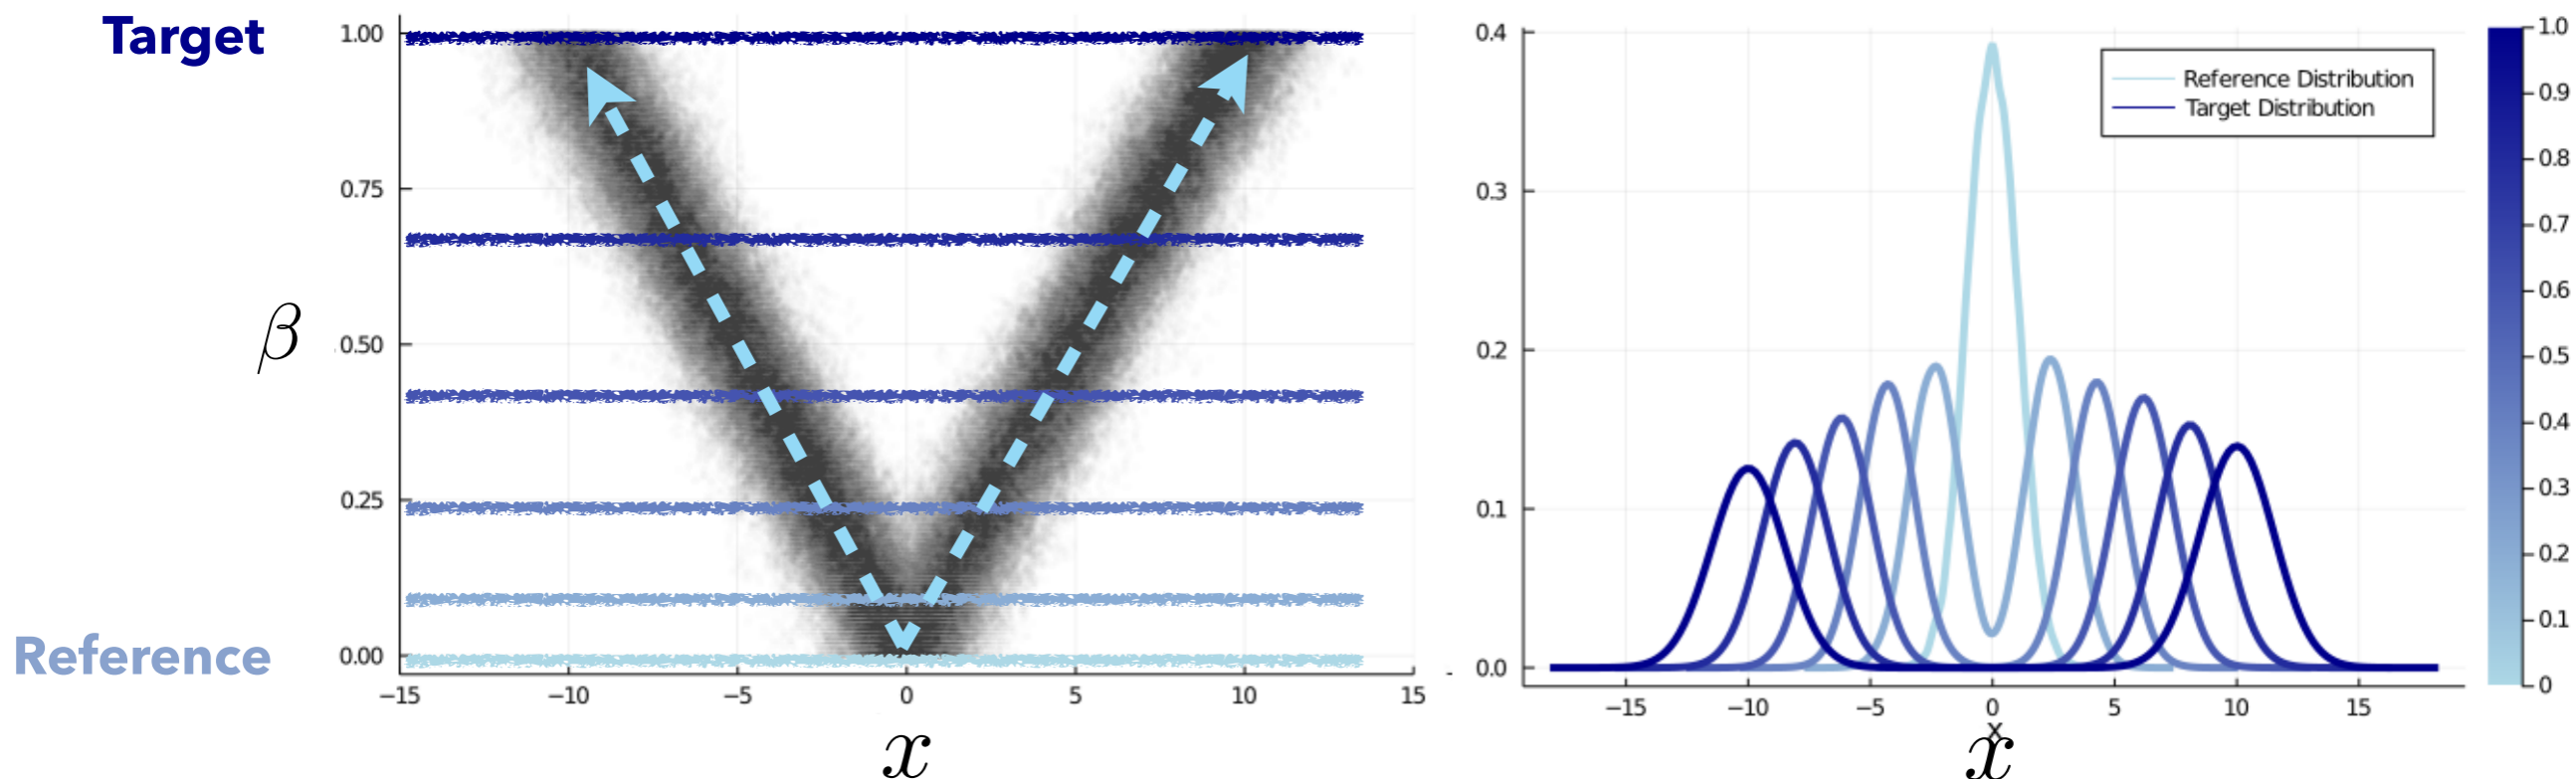 Target
1.00
0.75
β
0.50
0.25
Reference
0.00
−15 −10 −5 0 5 10 15
x
0.4
0.3
0.2
0.1
0.0
Reference Distribution
Target Distribution
−15 −10 −5 0 5 10 15
x
x
1.0
0.9
0.8
0.7
0.6
0.5
0.4
0.3
0.2
0.1
0